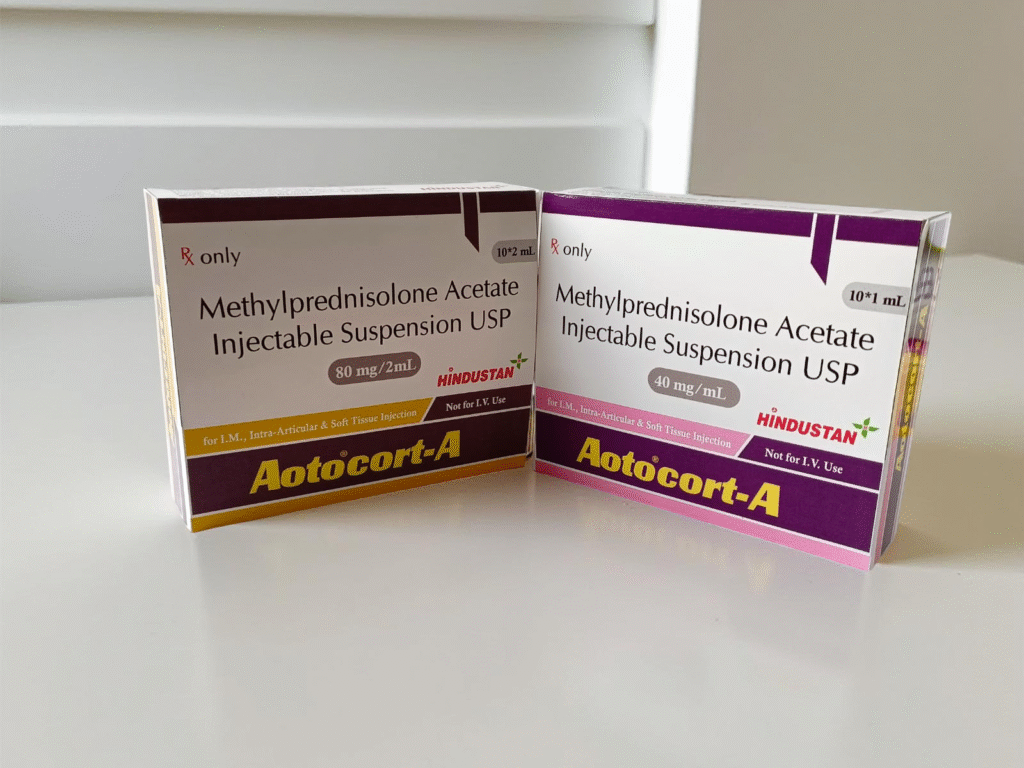 HINDUSTAN
Rx only
10*2 mL
Methylprednisolone Acetate
Injectable Suspension USP
80 mg/2mL
HINDUSTAN
for I.M., Intra-Articular & Soft Tissue Injection
Not for I.V. Use
Aotocort-A
Rx only
10*1 mL
Methylprednisolone Acetate
Injectable Suspension USP
40 mg/mL
HINDUSTAN
for I.M., Intra-Articular & Soft Tissue Injection
Not for I.V. Use
Aotocort-A